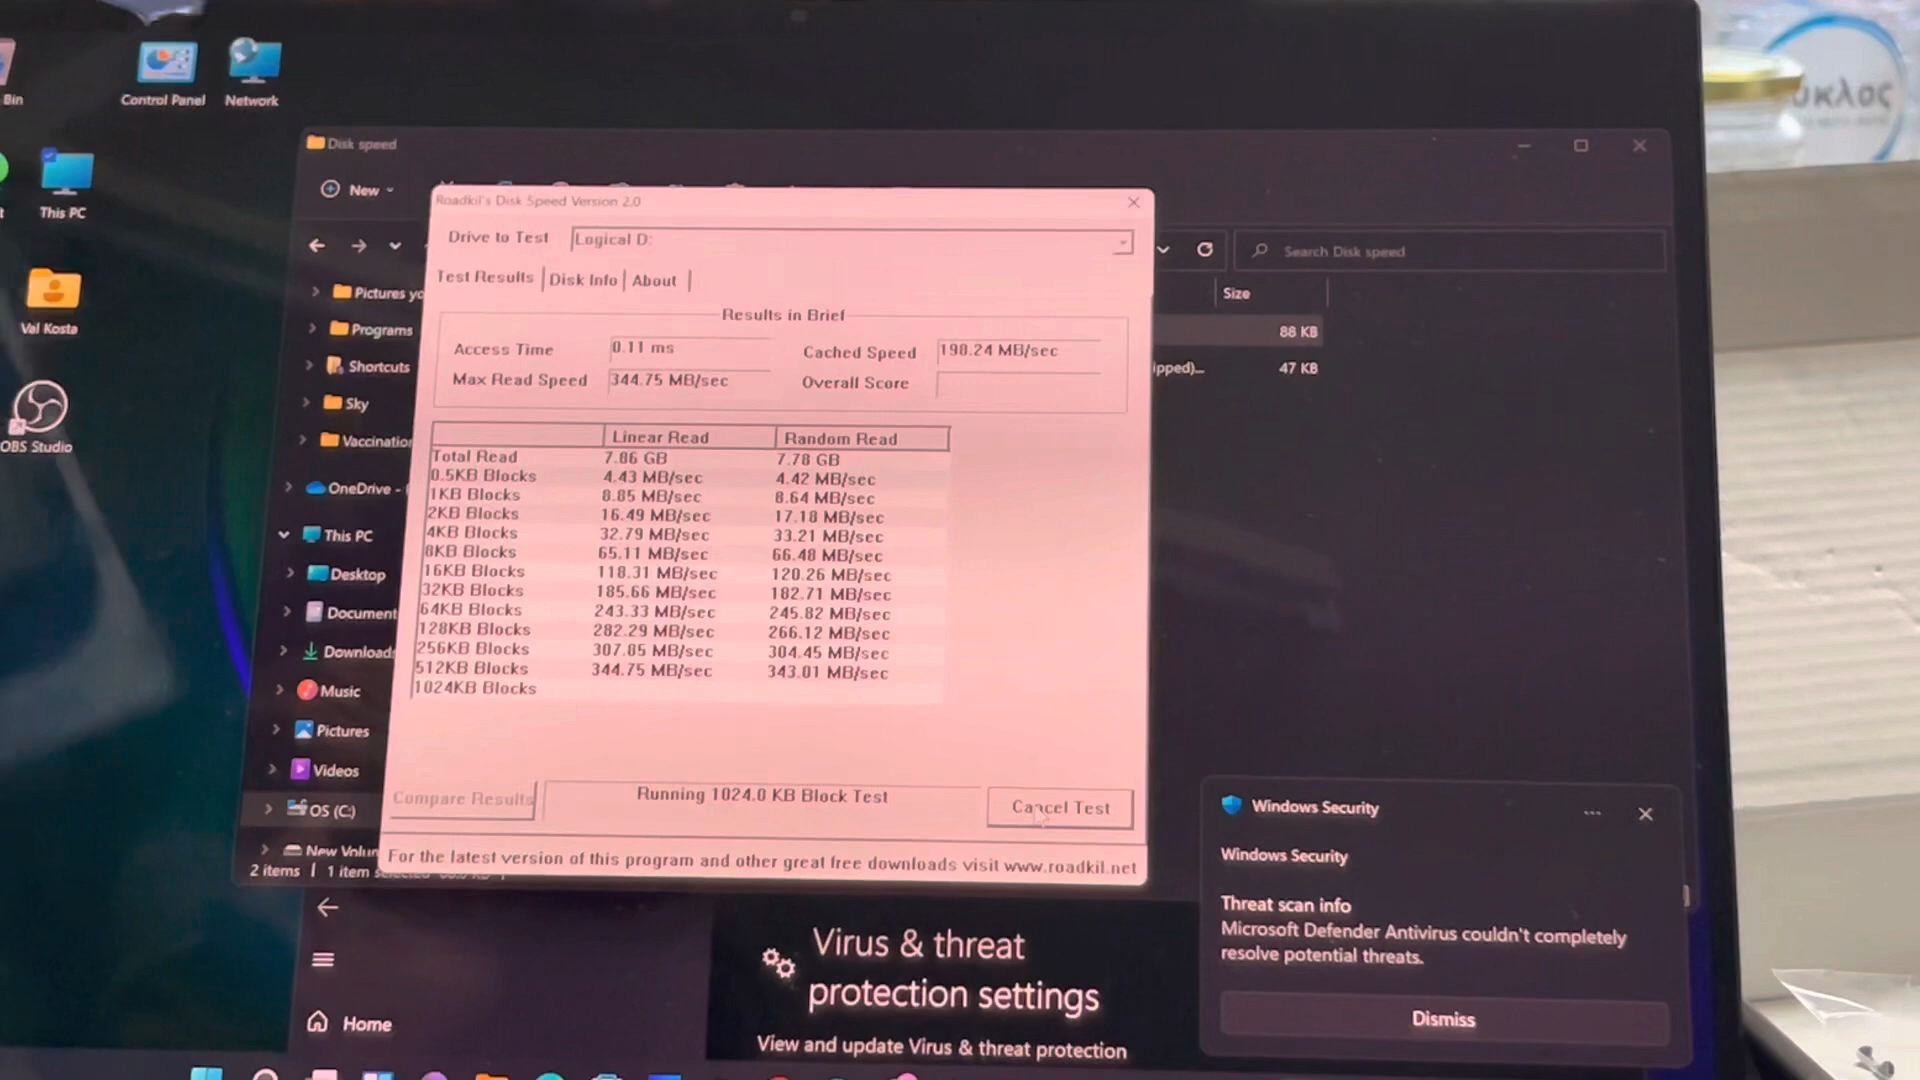 Bin
Control Panel
Network
This PC
Val Kosta
OBS Studio
Disk speed
New
Search Disk speed
Size
88 KB
47 KB
ipped)...
Pictures yo
Programs
Shortcuts
Sky
Vaccination
OneDrive -
This PC
Desktop
Document
Downloads
Music
Pictures
Videos
OS (C:)
New Volun
2 items
1 item
Roadkil's Disk Speed Version 2.0
Drive to Test Logical D:
Test Results Disk Info About
Results in Brief
Access Time 0.11 ms Cached Speed 198.24 MB/sec
Max Read Speed 344.75 MB/sec Overall Score
Linear Read Random Read
Total Read 7.86 GB 7.78 GB
0.5KB Blocks 4.43 MB/sec 4.42 MB/sec
1KB Blocks 8.85 MB/sec 8.64 MB/sec
2KB Blocks 16.49 MB/sec 17.18 MB/sec
4KB Blocks 32.79 MB/sec 33.21 MB/sec
8KB Blocks 65.11 MB/sec 66.48 MB/sec
16KB Blocks 118.31 MB/sec 120.26 MB/sec
32KB Blocks 185.66 MB/sec 182.71 MB/sec
64KB Blocks 243.33 MB/sec 245.82 MB/sec
128KB Blocks 282.29 MB/sec 266.12 MB/sec
256KB Blocks 307.85 MB/sec 304.45 MB/sec
512KB Blocks 344.75 MB/sec 343.01 MB/sec
1024KB Blocks
Compare Results Running 1024.0 KB Block Test Cancel Test
For the latest version of this program and other great free downloads visit www.roadkil.net
Home
Virus & threat
protection settings
View and update Virus & threat protection
Windows Security
Windows Security
Threat scan info
Microsoft Defender Antivirus couldn't completely
resolve potential threats.
Dismiss
ύκλος